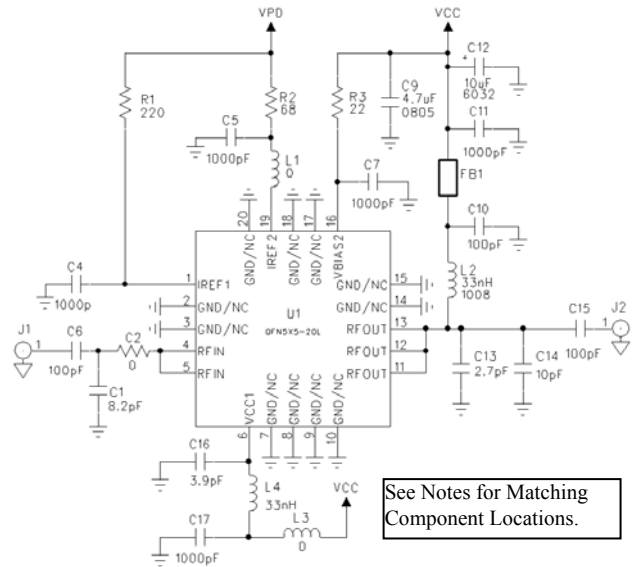 VPD
VCC
R1
220
R2
68
C5
1000pF
L1
0
R3
22
C9
4.7uF
0805
C12
+
10uF
6032
C11
1000pF
FB1
C7
1000pF
C10
100pF
L2
33nH
1008
20
19
18
17
16
GND/NC
IREF2
GND/NC
GND/NC
VBIAS2
C4
1000p
1
IREF1
2
GND/NC
3
GND/NC
4
RFIN
5
RFIN
U1
QFN5X5-20L
GND/NC
15
GND/NC
14
RFOUT
13
RFOUT
12
RFOUT
11
J1
1
C6
100pF
C2
0
C1
8.2pF
C15
100pF
J2
1
C13
2.7pF
C14
10pF
VCC1
GND/NC
GND/NC
GND/NC
GND/NC
6
7
8
9
10
C16
3.9pF
L4
33nH
L3
0
VCC
C17
1000pF
See Notes for Matching
Component Locations.